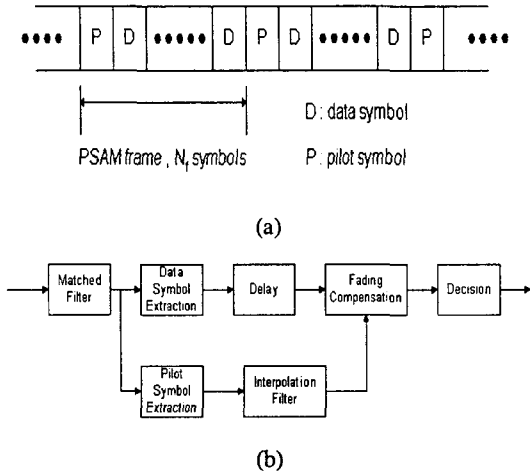 P D D P D D P
D : data symbol
PSAM frame , N_f symbols
P : pilot symbol
(a)
Matched Filter
Data Symbol Extraction
Delay
Fading Compensation
Decision
Pilot Symbol Extraction
Interpolation Filter
(b)